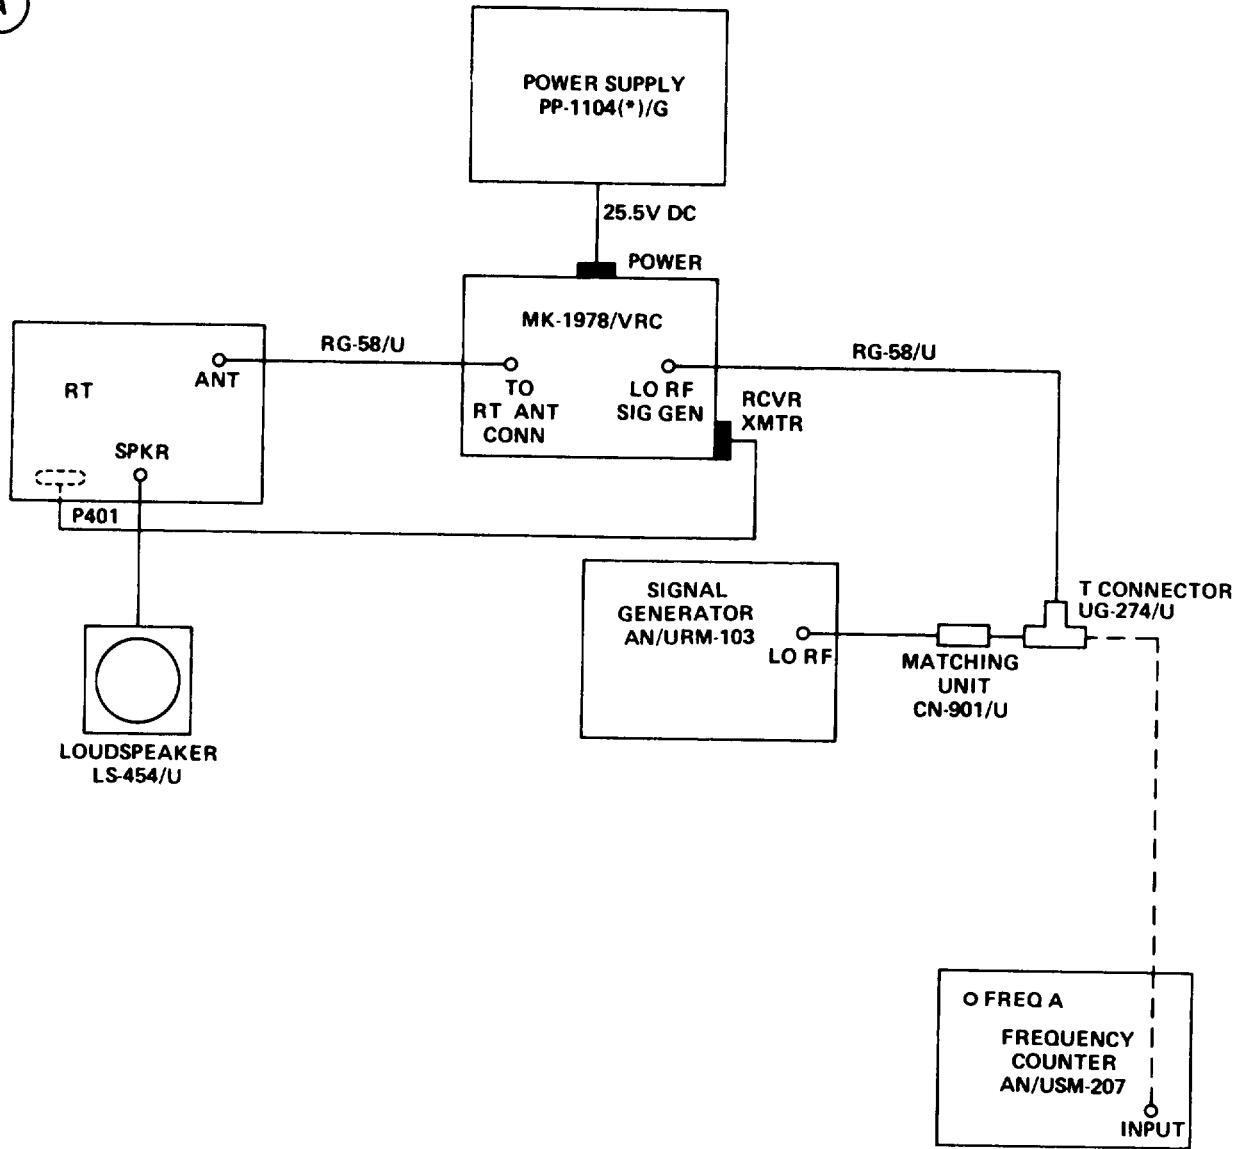 A
POWER SUPPLY
PP-1104(*)/G
25.5V DC
POWER
MK-1978/VRC
RG-58/U
RG-58/U
ANT
RT
TO
RT ANT
CONN
LO RF
SIG GEN
RCVR
XMTR
SPKR
P401
SIGNAL
GENERATOR
AN/URM-103
LO RF
T CONNECTOR
UG-274/U
MATCHING
UNIT
CN-901/U
LOUDSPEAKER
LS-454/U
FREQ A
FREQUENCY
COUNTER
AN/USM-207
INPUT